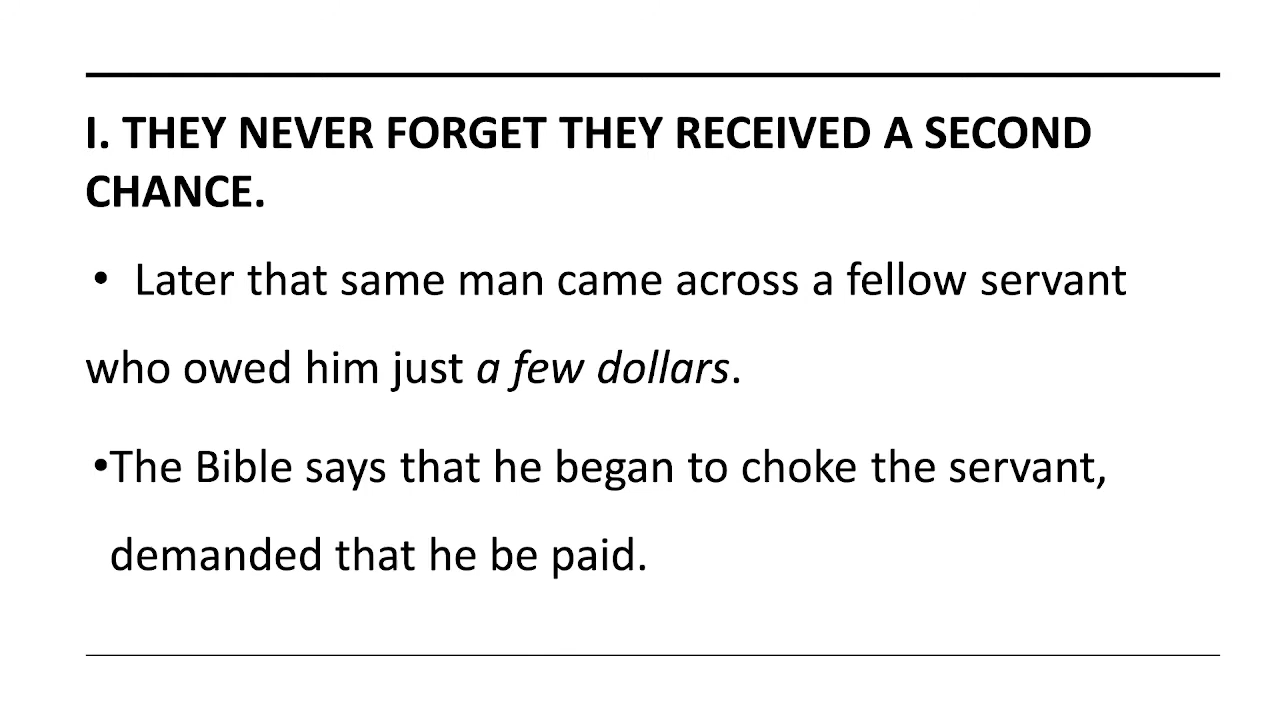 I. THEY NEVER FORGET THEY RECEIVED A SECOND
CHANCE.
• Later that same man came across a fellow servant
who owed him just a few dollars.
•The Bible says that he began to choke the servant,
demanded that he be paid.